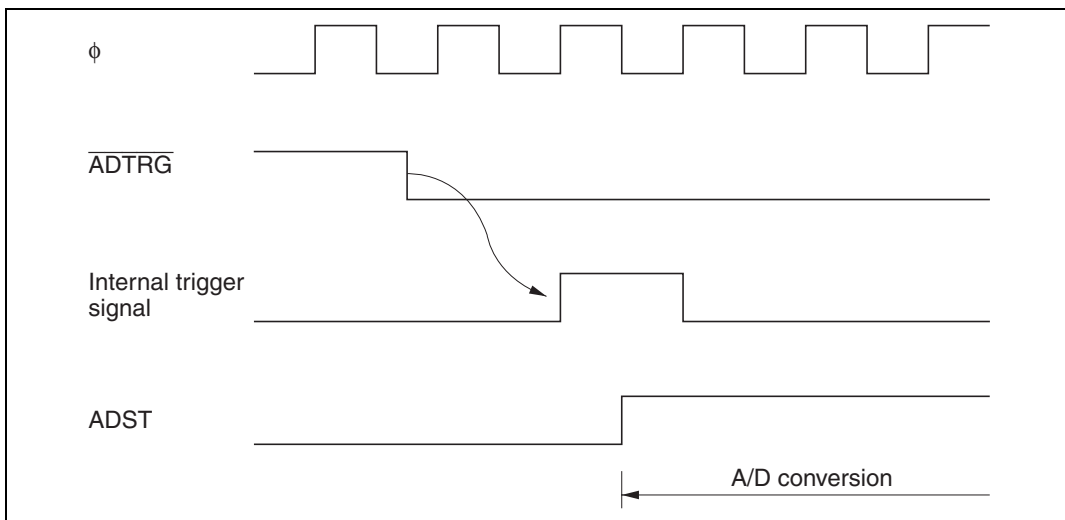 ϕ
ADTRG
Internal trigger
signal
ADST
A/D conversion